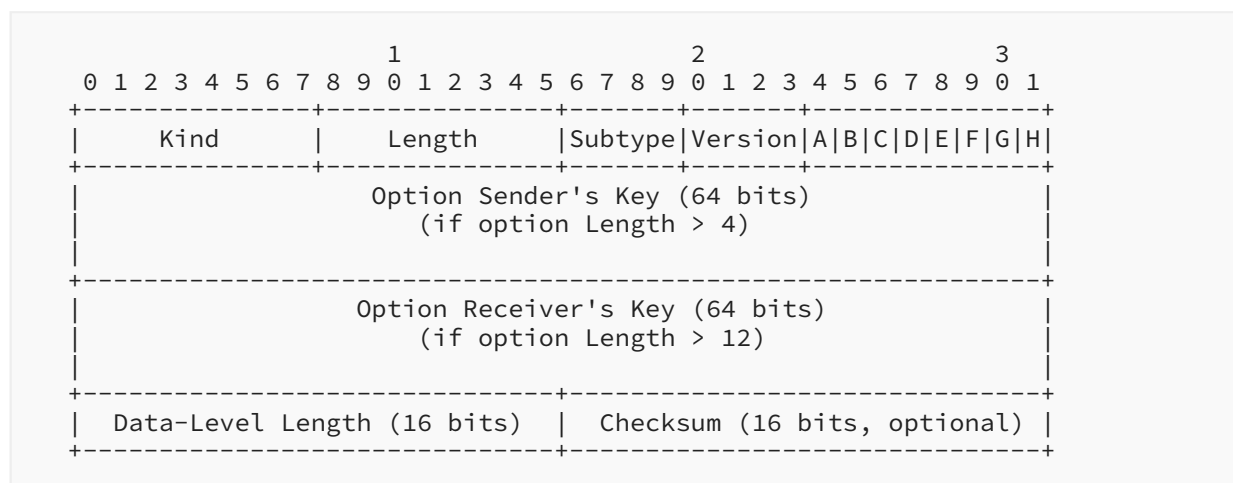 1                   2                   3
 0 1 2 3 4 5 6 7 8 9 0 1 2 3 4 5 6 7 8 9 0 1 2 3 4 5 6 7 8 9 0 1
+---------------+---------------+-------+-------+---------------+
|     Kind      |    Length     |Subtype|Version|A|B|C|D|E|F|G|H|
+---------------+---------------+-------+-------+---------------+
|                   Option Sender's Key (64 bits)               |
|                      (if option Length > 4)                   |
|                                                               |
+---------------------------------------------------------------+
|                  Option Receiver's Key (64 bits)              |
|                      (if option Length > 12)                  |
|                                                               |
+-------------------------------+-------------------------------+
|  Data-Level Length (16 bits)  |  Checksum (16 bits, optional) |
+-------------------------------+-------------------------------+